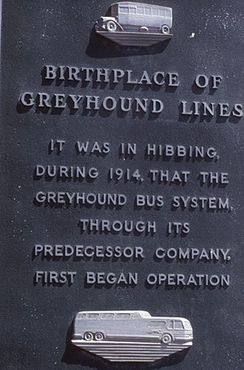 BIRTHPLACE OF
GREYHOUND LINES
IT WAS IN HIBBING,
DURING 1914, THAT THE
GREYHOUND BUS SYSTEM,
THROUGH ITS
PREDECESSOR COMPANY,
FIRST BEGAN OPERATION